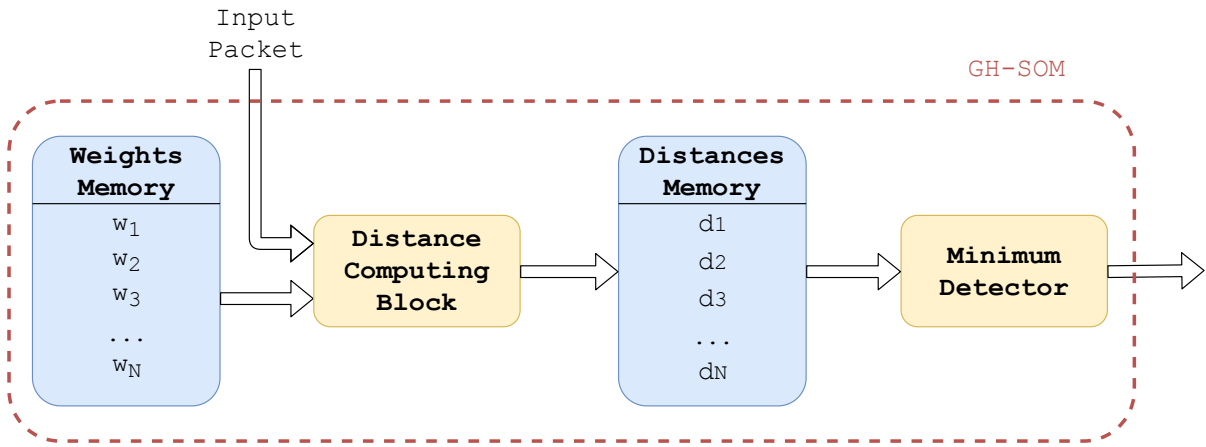 Input
Packet
GH-SOM
Weights
Memory
w1
w2
w3
...
wN
Distance
Computing
Block
Distances
Memory
d1
d2
d3
...
dN
Minimum
Detector